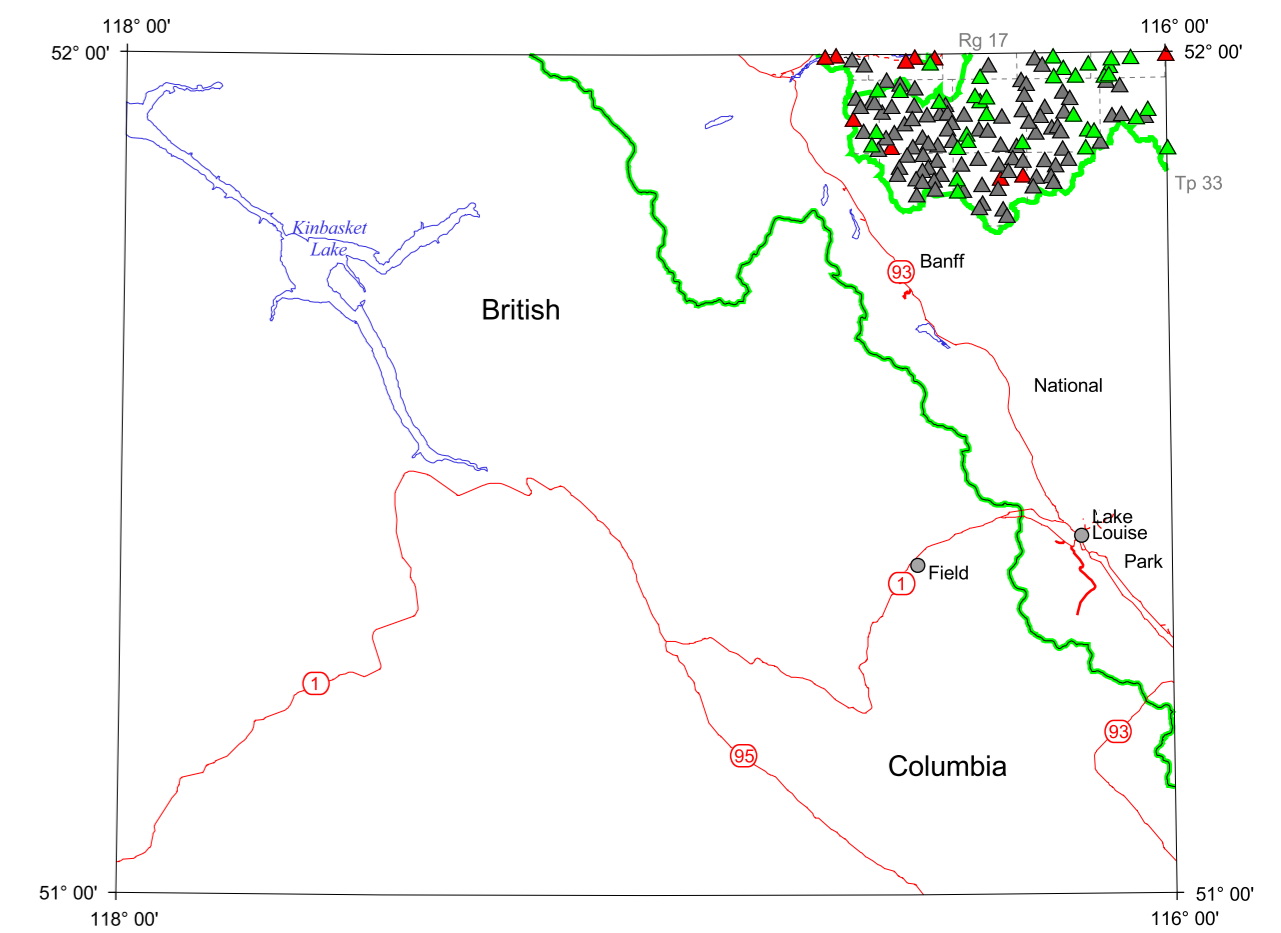 118° 00'
116° 00'
52° 00'
Rg 17
52° 00'
Tp 33
Kinbasket
Lake
Banff
93
British
National
Lake
Louise
Park
Field
1
1
93
95
Columbia
51° 00'
51° 00'
118° 00'
116° 00'